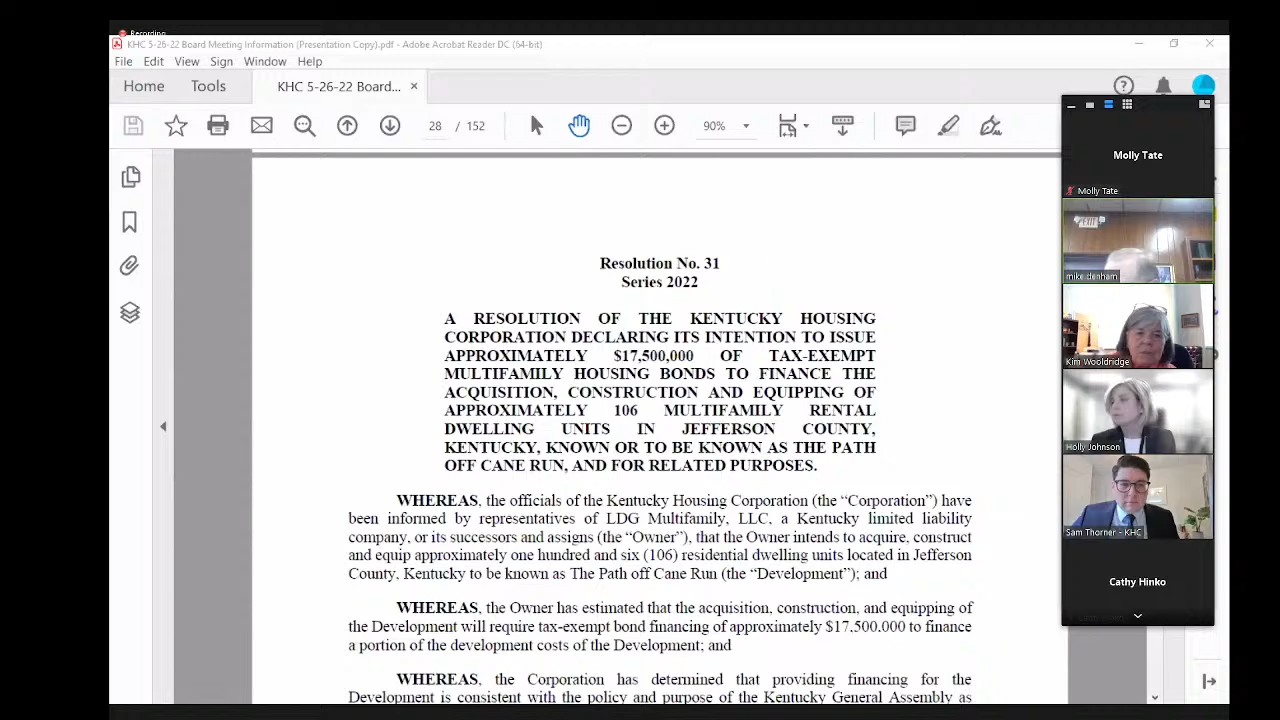 Recording
KHC 5-26-22 Board Meeting Information (Presentation Copy).pdf - Adobe Acrobat Reader DC (64-bit)
File Edit View Sign Window Help
Home Tools KHC 5-26-22 Board... ×
28 / 152 90%
Molly Tate
Molly Tate
EXIT
mike.denham
Kim Wooldridge
Holly Johnson
Sam Thorner - KHC
Cathy Hinko
Resolution No. 31
Series 2022
A RESOLUTION OF THE KENTUCKY HOUSING
CORPORATION DECLARING ITS INTENTION TO ISSUE
APPROXIMATELY $17,500,000 OF TAX-EXEMPT
MULTIFAMILY HOUSING BONDS TO FINANCE THE
ACQUISITION, CONSTRUCTION AND EQUIPPING OF
APPROXIMATELY 106 MULTIFAMILY RENTAL
DWELLING UNITS IN JEFFERSON COUNTY,
KENTUCKY, KNOWN OR TO BE KNOWN AS THE PATH
OFF CANE RUN, AND FOR RELATED PURPOSES.
WHEREAS, the officials of the Kentucky Housing Corporation (the “Corporation”) have
been informed by representatives of LDG Multifamily, LLC, a Kentucky limited liability
company, or its successors and assigns (the “Owner”), that the Owner intends to acquire, construct
and equip approximately one hundred and six (106) residential dwelling units located in Jefferson
County, Kentucky to be known as The Path off Cane Run (the “Development”); and
WHEREAS, the Owner has estimated that the acquisition, construction, and equipping of
the Development will require tax-exempt bond financing of approximately $17,500,000 to finance
a portion of the development costs of the Development; and
WHEREAS, the Corporation has determined that providing financing for the
Development is consistent with the policy and purpose of the Kentucky General Assembly as